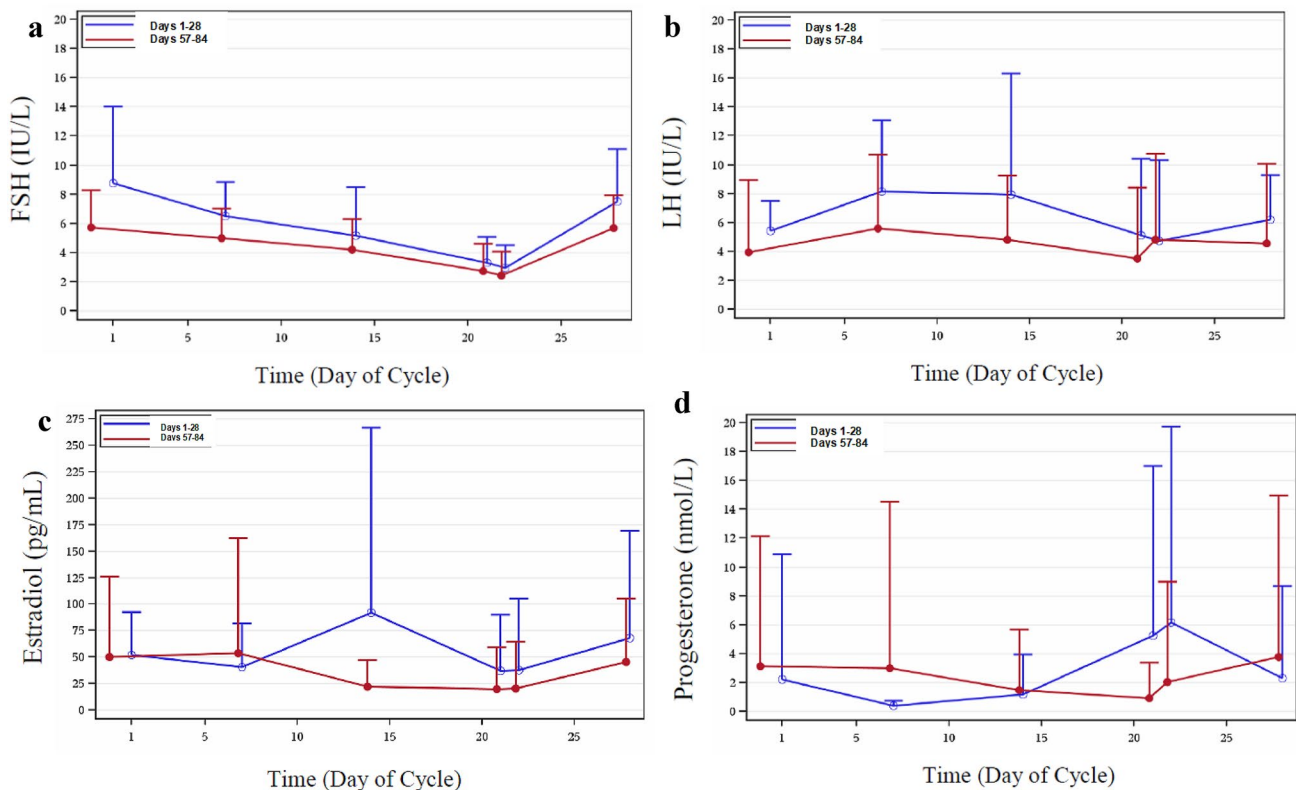 a
Days 1-28
Days 57-84
20
18
16
14
12
10
8
6
4
2
0
FSH (IU/L)
1 5 10 15 20 25
Time (Day of Cycle)
b
Days 1-28
Days 57-84
20
18
16
14
12
10
8
6
4
2
0
LH (IU/L)
1 5 10 15 20 25
Time (Day of Cycle)
c
Days 1-28
Days 57-84
275
250
225
200
175
150
125
100
75
50
25
0
Estradiol (pg/mL)
1 5 10 15 20 25
Time (Day of Cycle)
d
Days 1-28
Days 57-84
20
18
16
14
12
10
8
6
4
2
0
Progesterone (nmol/L)
1 5 10 15 20 25
Time (Day of Cycle)